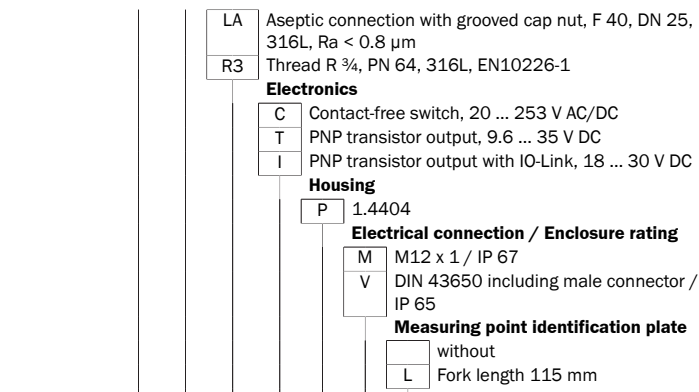 LA Aseptic connection with grooved cap nut, F 40, DN 25,
316L, Ra < 0.8 µm
R3 Thread R ¾, PN 64, 316L, EN10226-1
Electronics
C Contact-free switch, 20 ... 253 V AC/DC
T PNP transistor output, 9.6 ... 35 V DC
I PNP transistor output with IO-Link, 18 ... 30 V DC
Housing
P 1.4404
Electrical connection / Enclosure rating
M M12 x 1 / IP 67
V DIN 43650 including male connector /
IP 65
Measuring point identification plate
without
L Fork length 115 mm